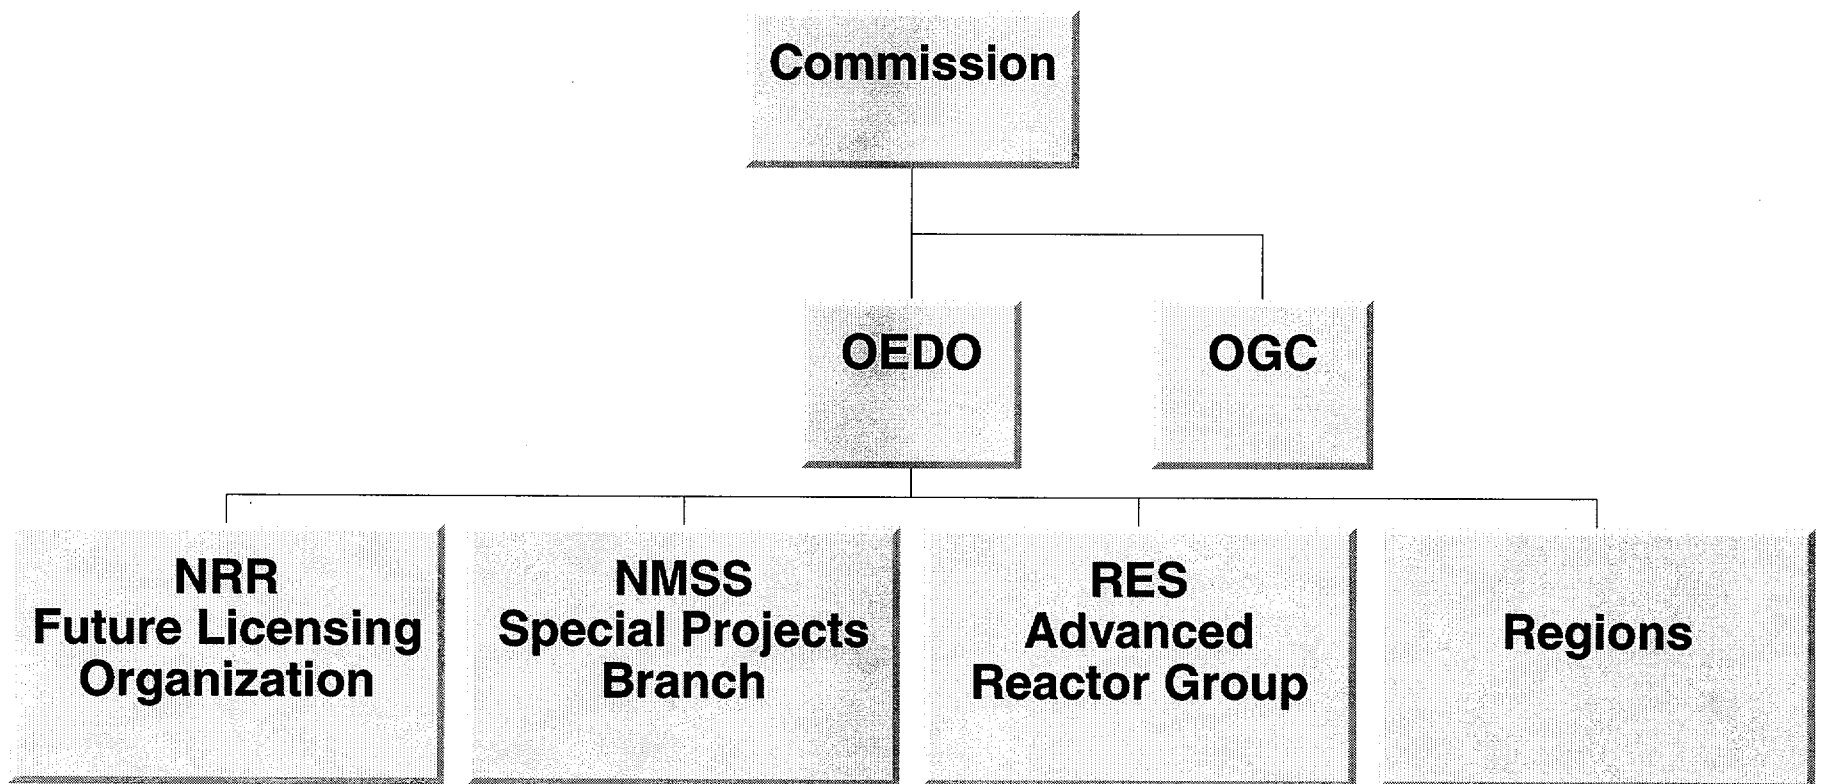 Commission
OEDO
OGC
NRR
Future Licensing
Organization
NMSS
Special Projects
Branch
RES
Advanced
Reactor Group
Regions